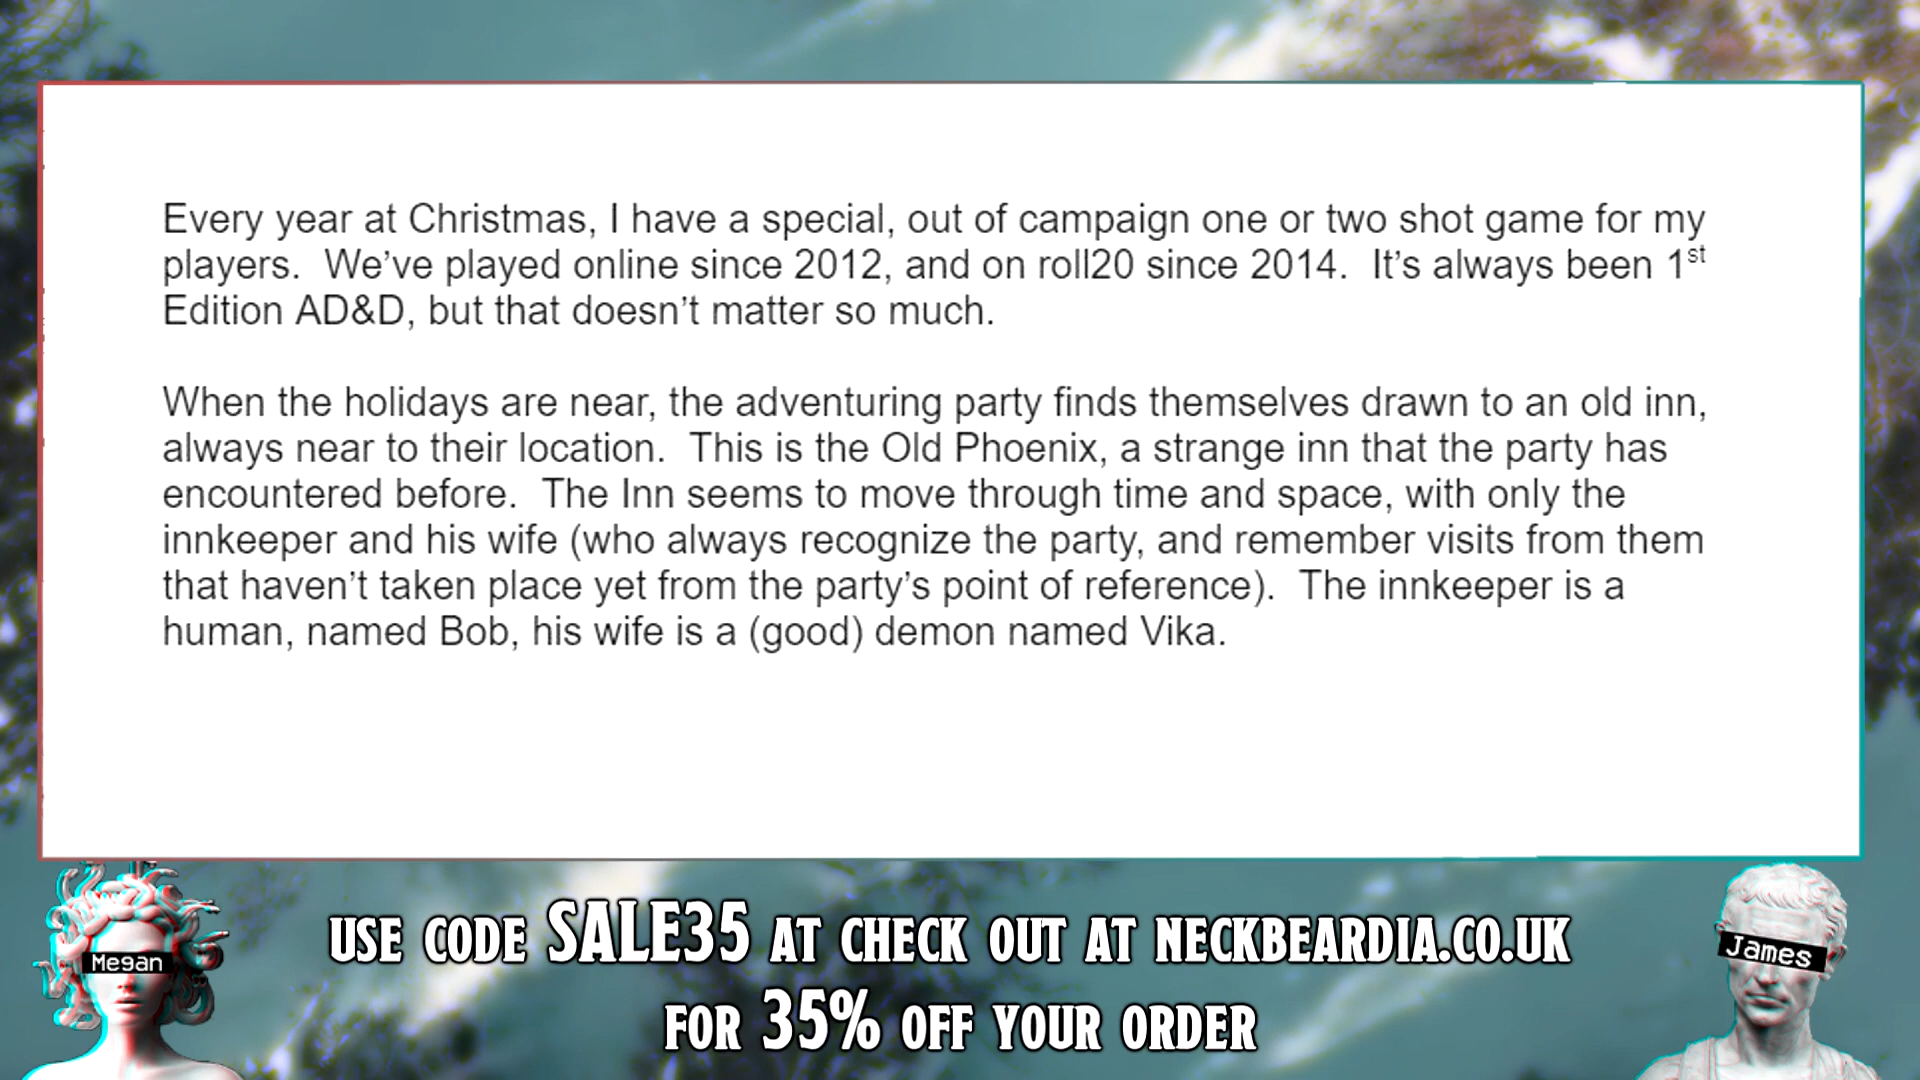 Every year at Christmas, I have a special, out of campaign one or two shot game for my
players.  We’ve played online since 2012, and on roll20 since 2014.  It’s always been 1st
Edition AD&D, but that doesn’t matter so much.
When the holidays are near, the adventuring party finds themselves drawn to an old inn,
always near to their location.  This is the Old Phoenix, a strange inn that the party has
encountered before.  The Inn seems to move through time and space, with only the
innkeeper and his wife (who always recognize the party, and remember visits from them
that haven’t taken place yet from the party’s point of reference).  The innkeeper is a
human, named Bob, his wife is a (good) demon named Vika.
Megan
USE CODE SALE35 AT CHECK OUT AT NECKBEARDIA.CO.UK
FOR 35% OFF YOUR ORDER
James